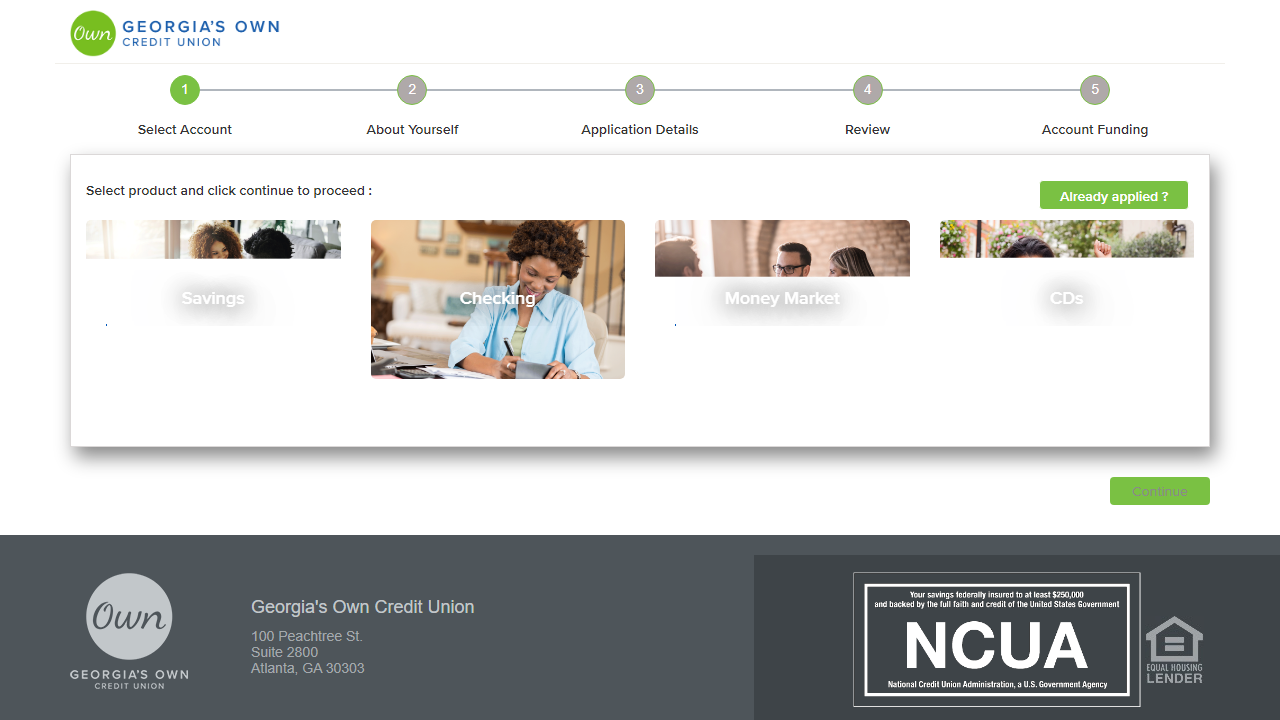 Own GEORGIA'S OWN
CREDIT UNION
1 2 3 4 5
Select Account About Yourself Application Details Review Account Funding
Select product and click continue to proceed :
Already applied ?
Savings Checking Money Market CDs
Continue
Own
GEORGIA'S OWN
CREDIT UNION
Georgia's Own Credit Union
100 Peachtree St.
Suite 2800
Atlanta, GA 30303
Your savings federally insured to at least $250,000
and backed by the full faith and credit of the United States Government
NCUA
National Credit Union Administration, a U.S. Government Agency
EQUAL HOUSING
LENDER